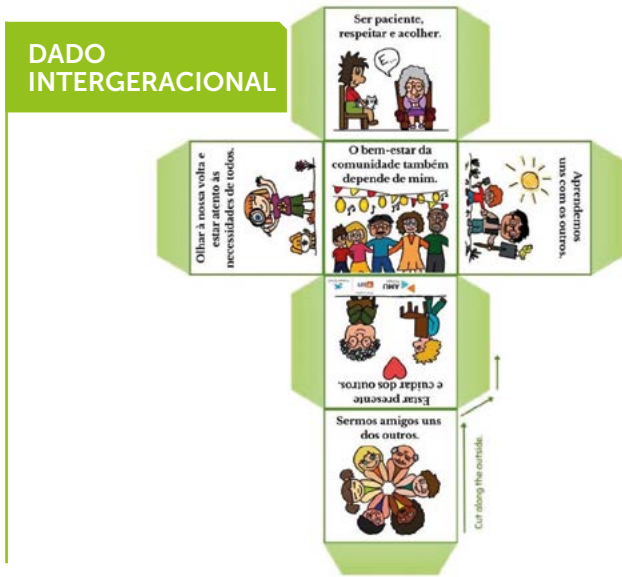 DADO
INTERGERACIONAL
Ser paciente,
respeitar e acolher.
E...
Olhar à nossa volta e
estar atento às
necessidades de todos.
O bem-estar da
comunidade também
depende de mim.
Aprendemos
uns com os outros.
AMU
Estar presente
e cuidar dos outros.
Sermos amigos uns
dos outros.
Cut along the outside.